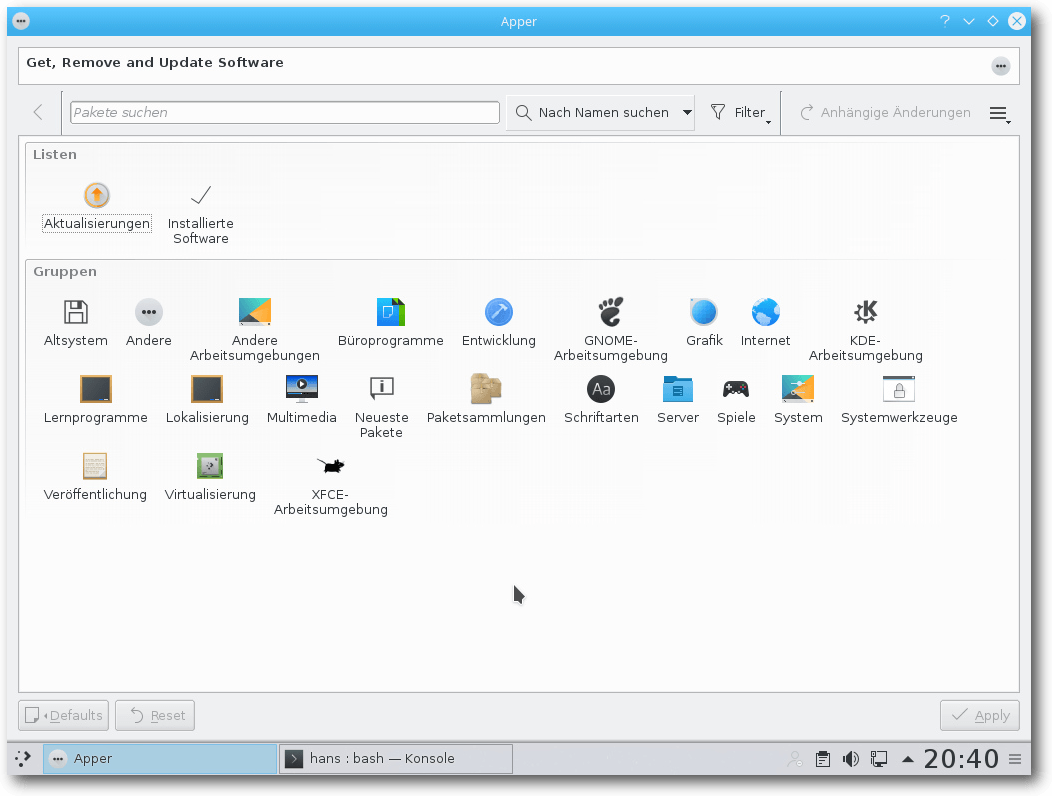 Apper
Get, Remove and Update Software
Pakete suchen
Nach Namen suchen
Filter
Anhängige Änderungen
Listen
Aktualisierungen
Installierte
Software
Gruppen
Altsystem
Andere
Andere
Arbeitsumgebungen
Büroprogramme
Entwicklung
GNOME-
Arbeitsumgebung
Grafik
Internet
KDE-
Arbeitsumgebung
Lernprogramme
Lokalisierung
Multimedia
Neueste
Pakete
Paketsammlungen
Aa
Schriftarten
Server
Spiele
System
Systemwerkzeuge
Veröffentlichung
Virtualisierung
XFCE-
Arbeitsumgebung
Defaults
Reset
Apply
Apper
hans : bash — Konsole
20:40